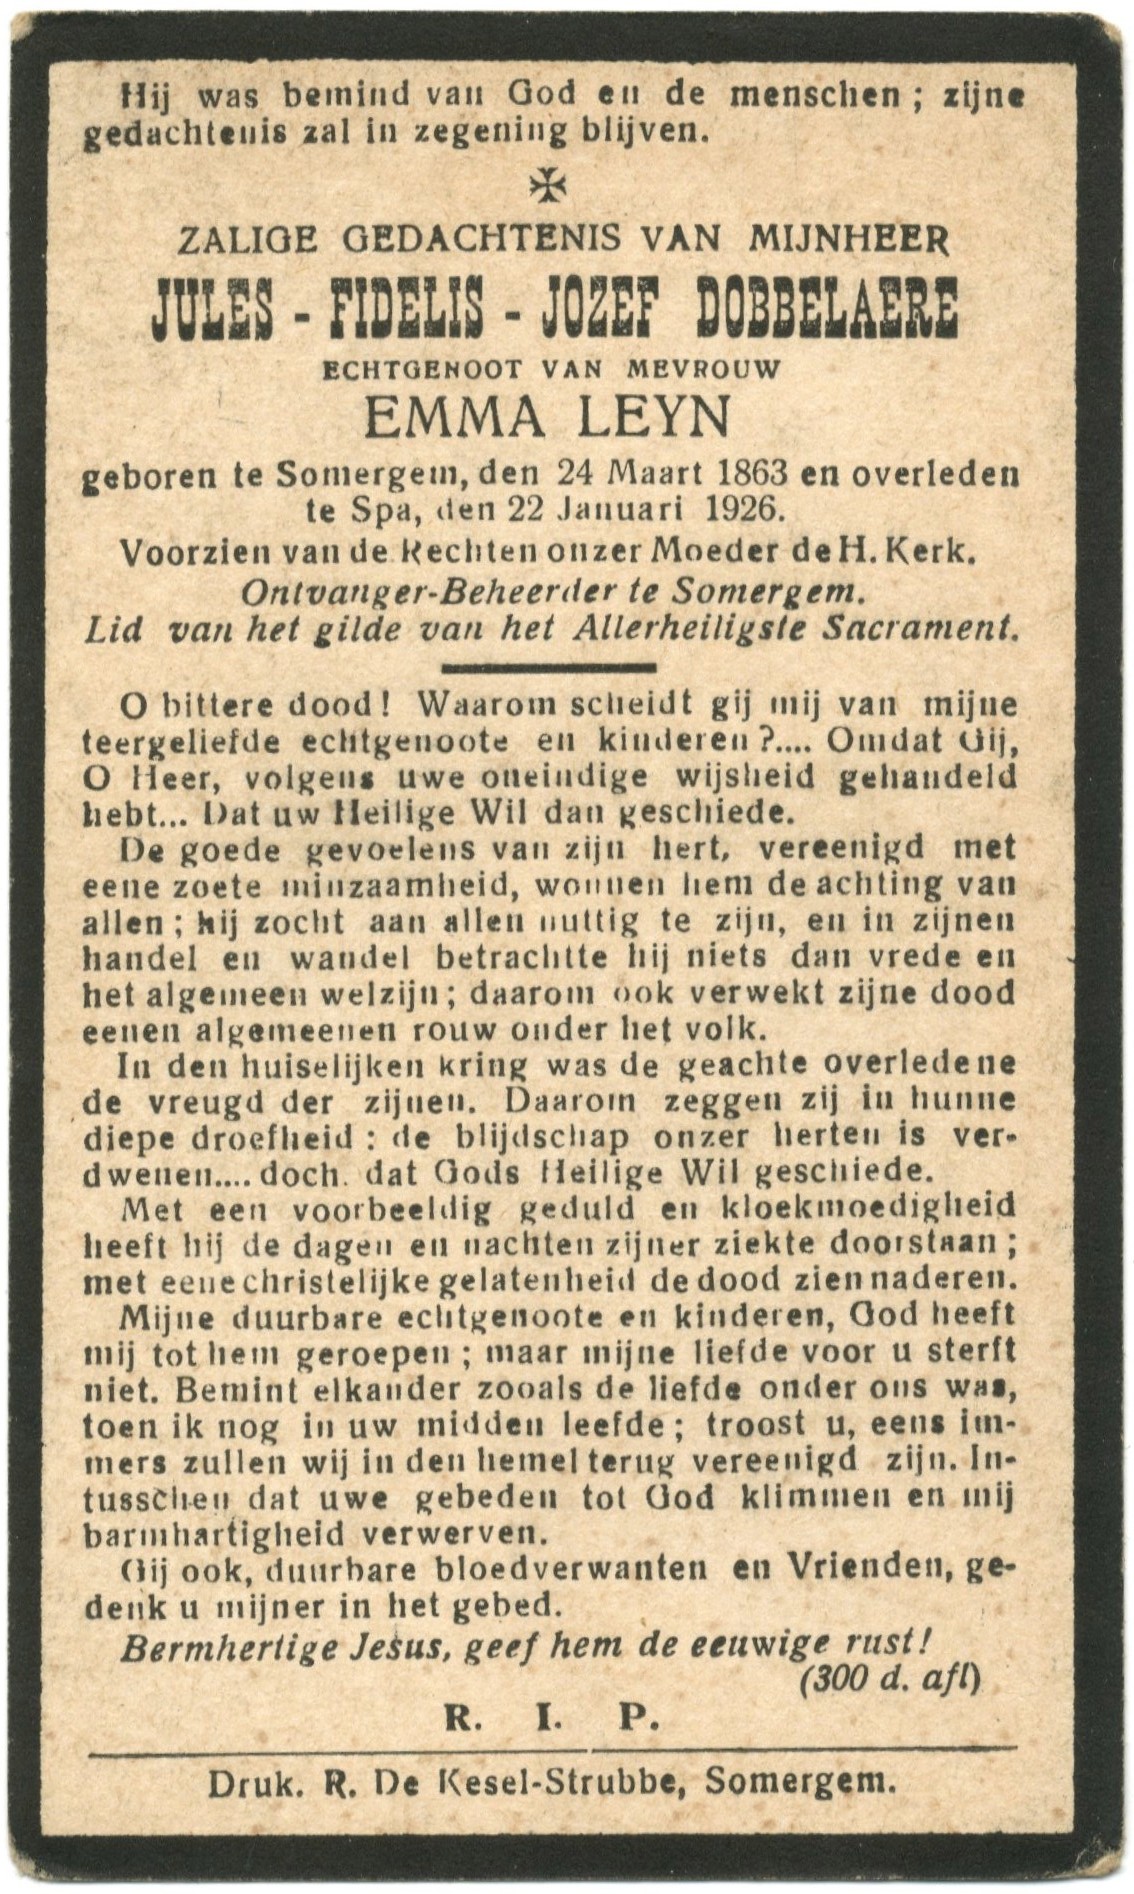 Hij was bemind van God en de menschen; zijne
gedachtenis zal in zegening blijven.
✠
ZALIGE GEDACHTENIS VAN MIJNHEER
JULES - FIDELIS - JOZEF DOBBELAERE
ECHTGENOOT VAN MEVROUW
EMMA LEYN
geboren te Somergem, den 24 Maart 1863 en overleden
te Spa, den 22 Januari 1926.
Voorzien van de Rechten onzer Moeder de H. Kerk.
Ontvanger-Beheerder te Somergem.
Lid van het gilde van het Allerheiligste Sacrament.
O bittere dood! Waarom scheidt gij mij van mijne
teergeliefde echtgenoote en kinderen?.... Omdat Gij,
O Heer, volgens uwe oneindige wijsheid gehandeld
hebt... Dat uw Heilige Wil dan geschiede.
De goede gevoelens van zijn hert, vereenigd met
eene zoete minzaamheid, wonnen hem de achting van
allen; hij zocht aan allen nuttig te zijn, en in zijnen
handel en wandel betrachtte hij niets dan vrede en
het algemeen welzijn; daarom ook verwekt zijne dood
eenen algemeenen rouw onder het volk.
In den huiselijken kring was de geachte overledene
de vreugd der zijnen. Daarom zeggen zij in hunne
diepe droefheid: de blijdschap onzer herten is ver-
dwenen.... doch, dat Gods Heilige Wil geschiede.
Met een voorbeeldig geduld en kloekmoedigheid
heeft hij de dagen en nachten zijner ziekte doorstaan;
met eene christelijke gelatenheid de dood zien naderen.
Mijne duurbare echtgenoote en kinderen, God heeft
mij tot hem geroepen; maar mijne liefde voor u sterft
niet. Bemint elkander zooals de liefde onder ons was,
toen ik nog in uw midden leefde; troost u, eens im-
mers zullen wij in den hemel terug vereenigd zijn. In-
tusschen dat uwe gebeden tot God klimmen en mij
barmhartigheid verwerven.
Gij ook, duurbare bloedverwanten en Vrienden, ge-
denk u mijner in het gebed.
Bermhertige Jesus, geef hem de eeuwige rust!
(300 d. afl)
R. I. P.
Druk. R. De Kesel-Strubbe, Somergem.